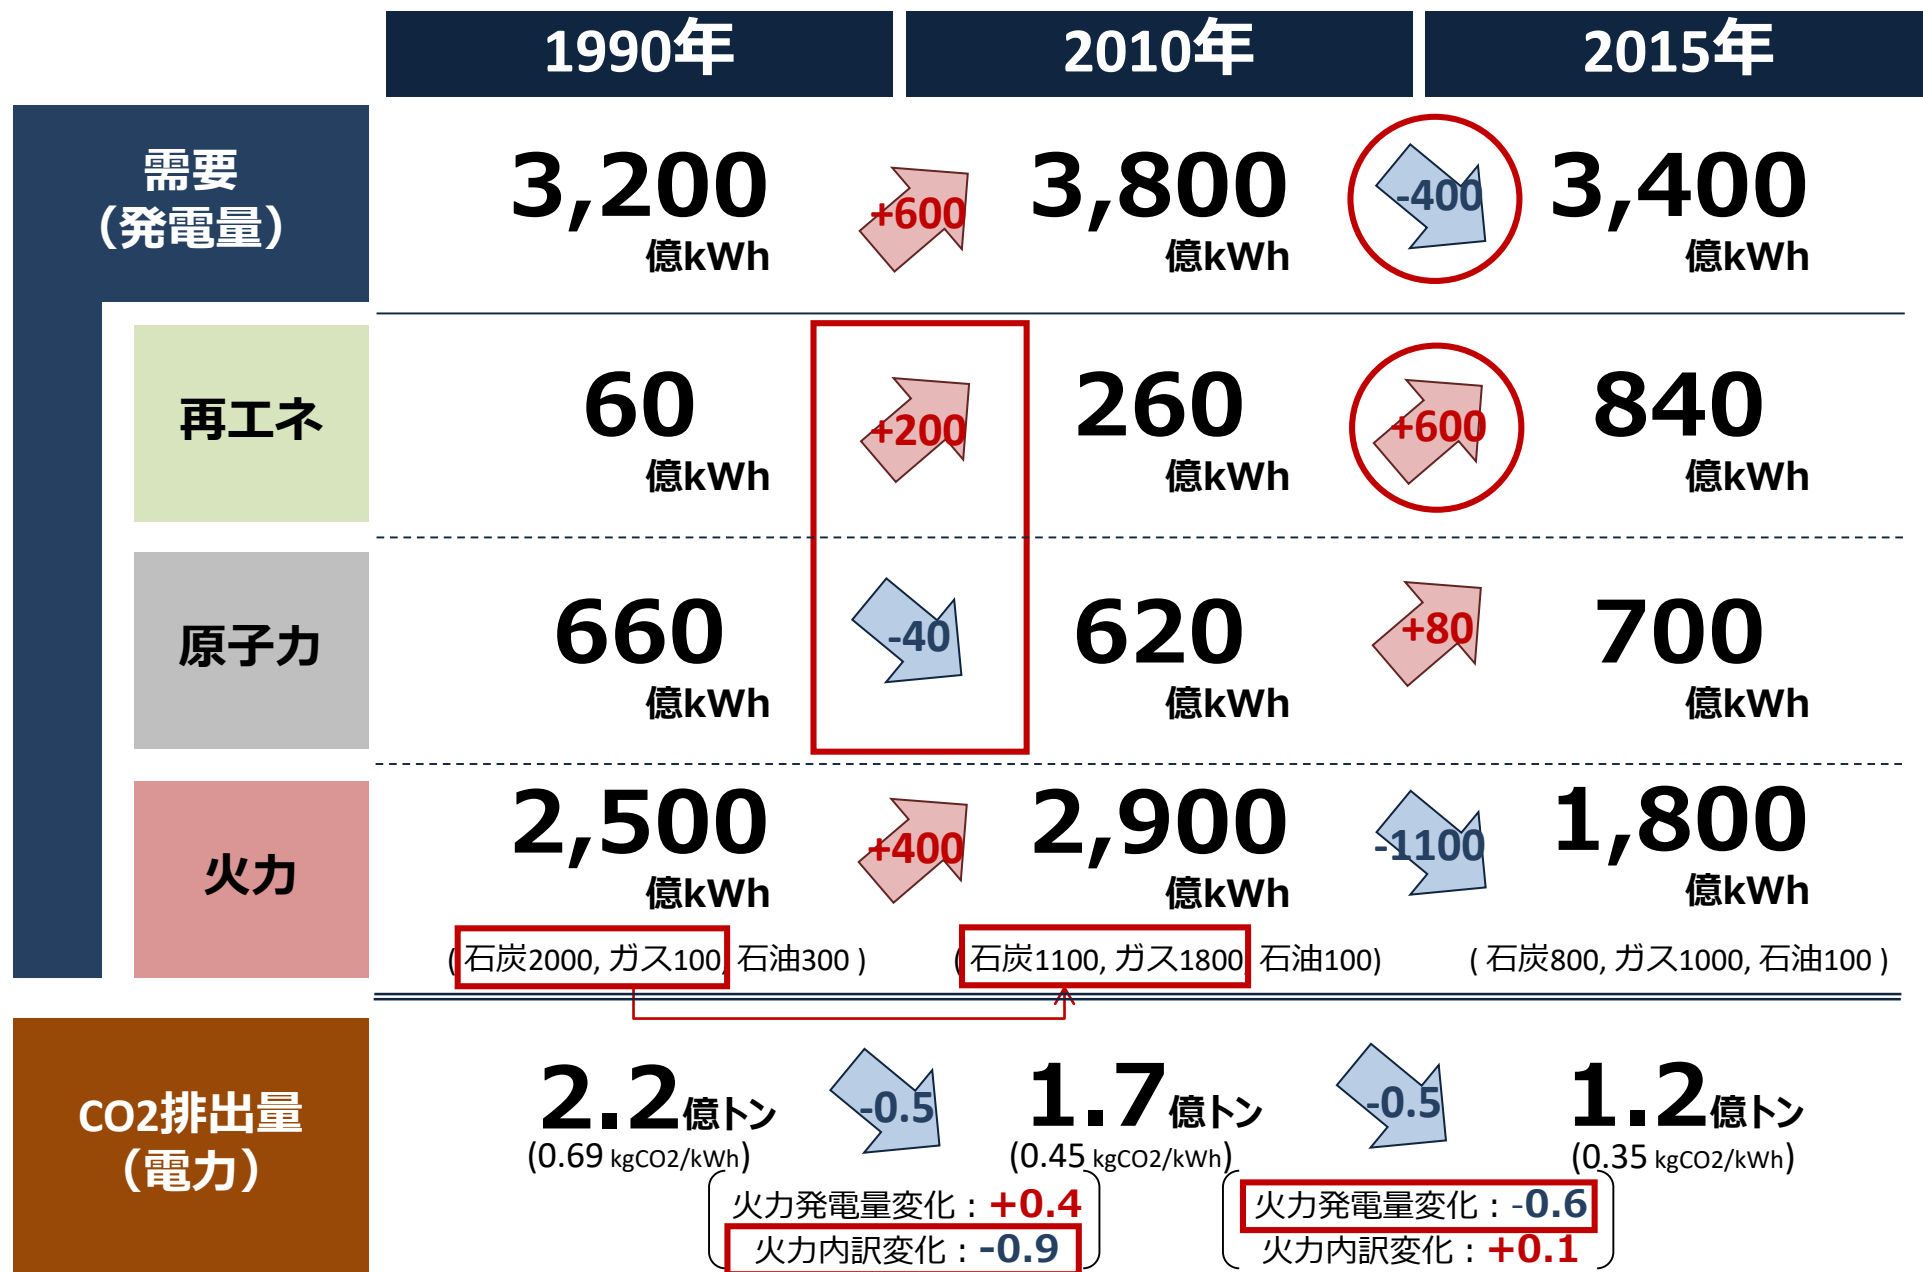 1990年 2010年 2015年
需要
（発電量）
3,200
億kWh
+600
3,800
億kWh
-400
3,400
億kWh
再エネ
60
億kWh
+200
260
億kWh
+600
840
億kWh
原子力
660
億kWh
-40
620
億kWh
+80
700
億kWh
火力
2,500
億kWh
+400
2,900
億kWh
-1100
1,800
億kWh
( 石炭2000, ガス100, 石油300 )
( 石炭1100, ガス1800, 石油100)
( 石炭800, ガス1000, 石油100 )
CO2排出量
（電力）
2.2億トン
(0.69 kgCO2/kWh)
-0.5
1.7億トン
(0.45 kgCO2/kWh)
-0.5
1.2億トン
(0.35 kgCO2/kWh)
火力発電量変化：+0.4
火力内訳変化：-0.9
火力発電量変化：-0.6
火力内訳変化：+0.1